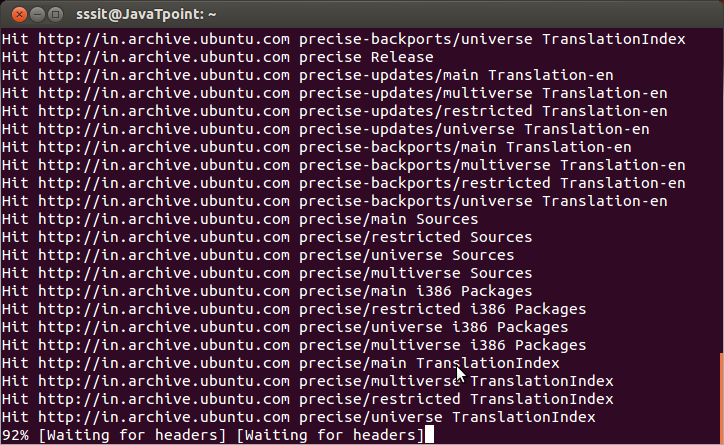 sssit@JavaTpoint: ~
Hit http://in.archive.ubuntu.com precise-backports/universe TranslationIndex
Hit http://in.archive.ubuntu.com precise Release
Hit http://in.archive.ubuntu.com precise-updates/main Translation-en
Hit http://in.archive.ubuntu.com precise-updates/multiverse Translation-en
Hit http://in.archive.ubuntu.com precise-updates/restricted Translation-en
Hit http://in.archive.ubuntu.com precise-updates/universe Translation-en
Hit http://in.archive.ubuntu.com precise-backports/main Translation-en
Hit http://in.archive.ubuntu.com precise-backports/multiverse Translation-en
Hit http://in.archive.ubuntu.com precise-backports/restricted Translation-en
Hit http://in.archive.ubuntu.com precise-backports/universe Translation-en
Hit http://in.archive.ubuntu.com precise/main Sources
Hit http://in.archive.ubuntu.com precise/restricted Sources
Hit http://in.archive.ubuntu.com precise/universe Sources
Hit http://in.archive.ubuntu.com precise/multiverse Sources
Hit http://in.archive.ubuntu.com precise/main i386 Packages
Hit http://in.archive.ubuntu.com precise/restricted i386 Packages
Hit http://in.archive.ubuntu.com precise/universe i386 Packages
Hit http://in.archive.ubuntu.com precise/multiverse i386 Packages
Hit http://in.archive.ubuntu.com precise/main TranslationIndex
Hit http://in.archive.ubuntu.com precise/multiverse TranslationIndex
Hit http://in.archive.ubuntu.com precise/restricted TranslationIndex
Hit http://in.archive.ubuntu.com precise/universe TranslationIndex
92% [Waiting for headers] [Waiting for headers]